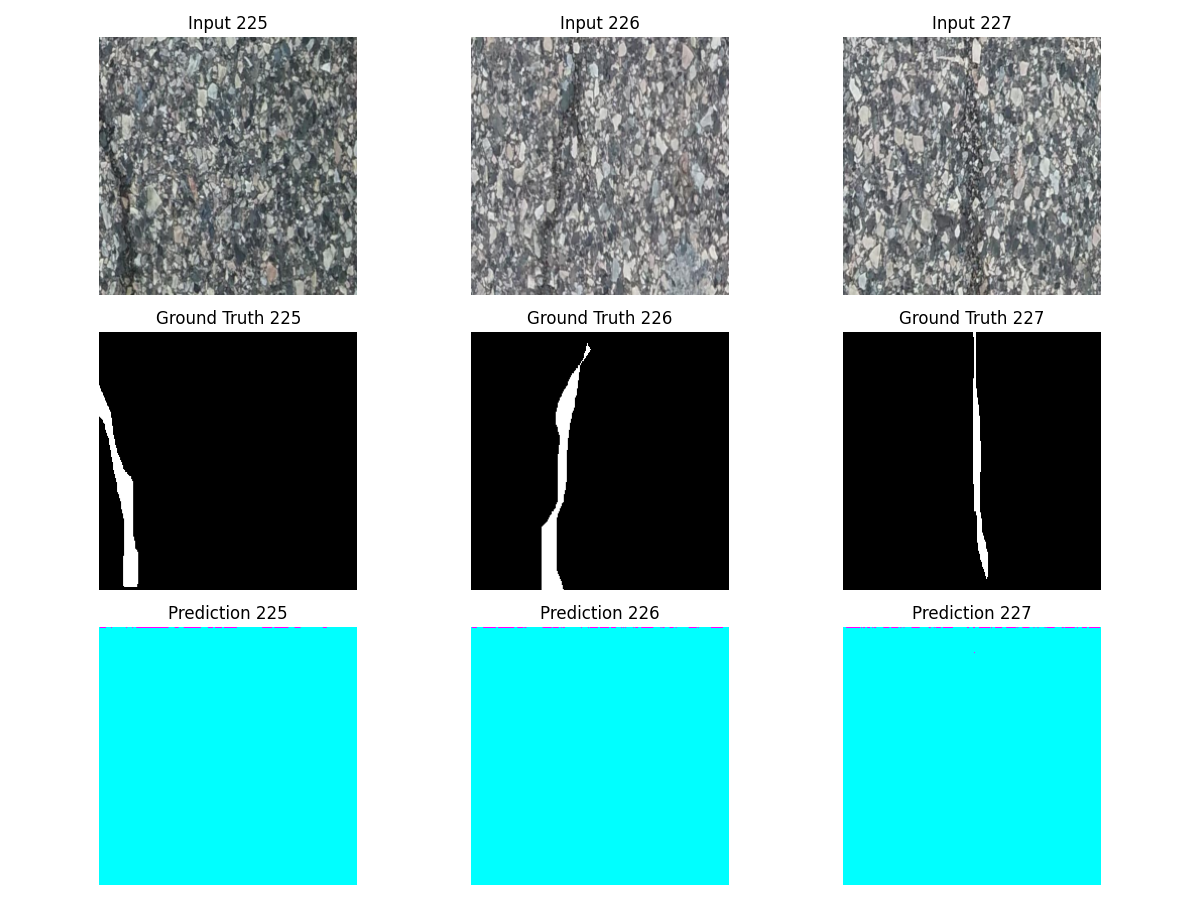 Input 225
Input 226
Input 227
Ground Truth 225
Ground Truth 226
Ground Truth 227
Prediction 225
Prediction 226
Prediction 227